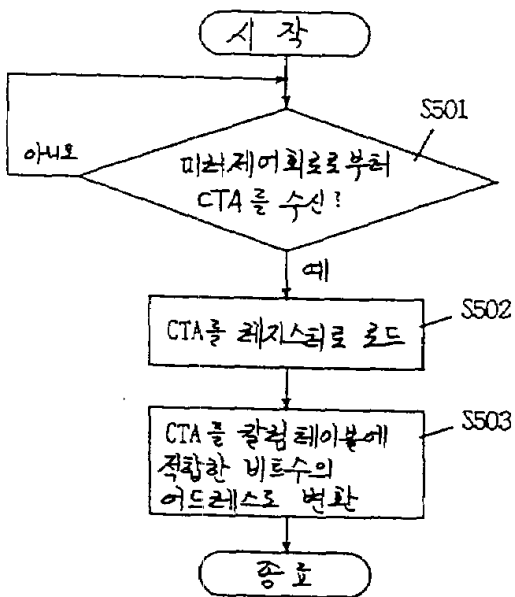 시 작
S501
아니오
미러제어회로로부터
CTA를 수신?
예
S502
CTA를 레지스터로 로드
S503
CTA를 칼럼테이블에
적합한 비트수의
어드레스로 변환
종료